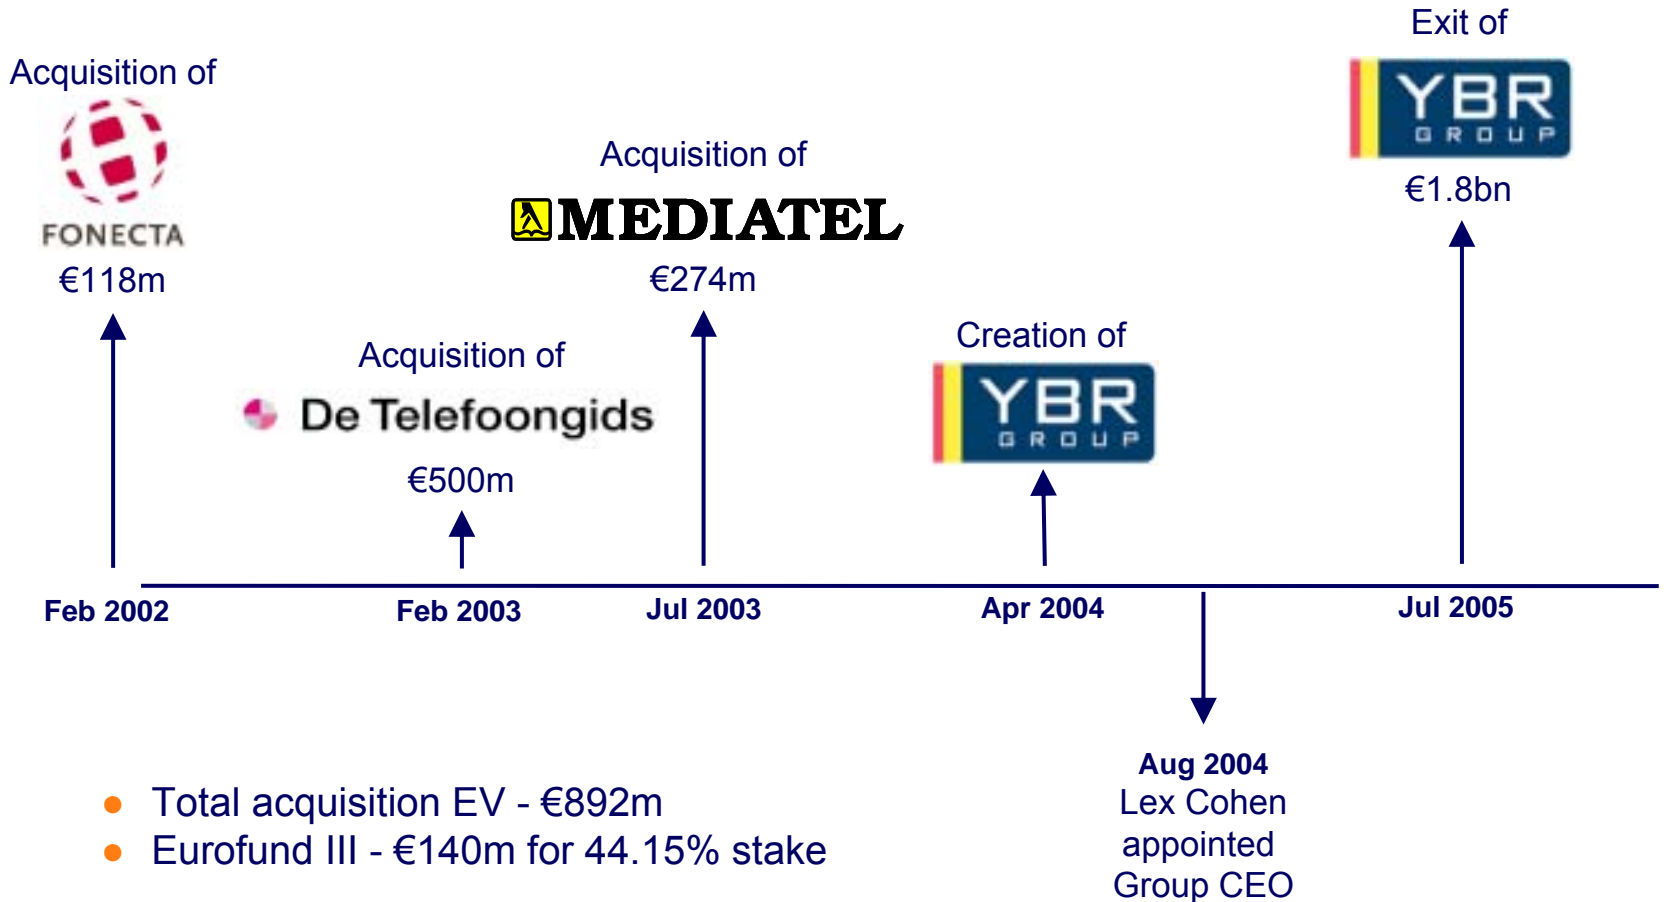 Acquisition of
FONECTA
€118m
Acquisition of
De Telefoongids
€500m
Acquisition of
MEDIATEL
€274m
Creation of
YBR
GROUP
Exit of
YBR
GROUP
€1.8bn
Feb 2002
Feb 2003
Jul 2003
Apr 2004
Jul 2005
Aug 2004
Lex Cohen
appointed
Group CEO
● Total acquisition EV - €892m
● Eurofund III - €140m for 44.15% stake